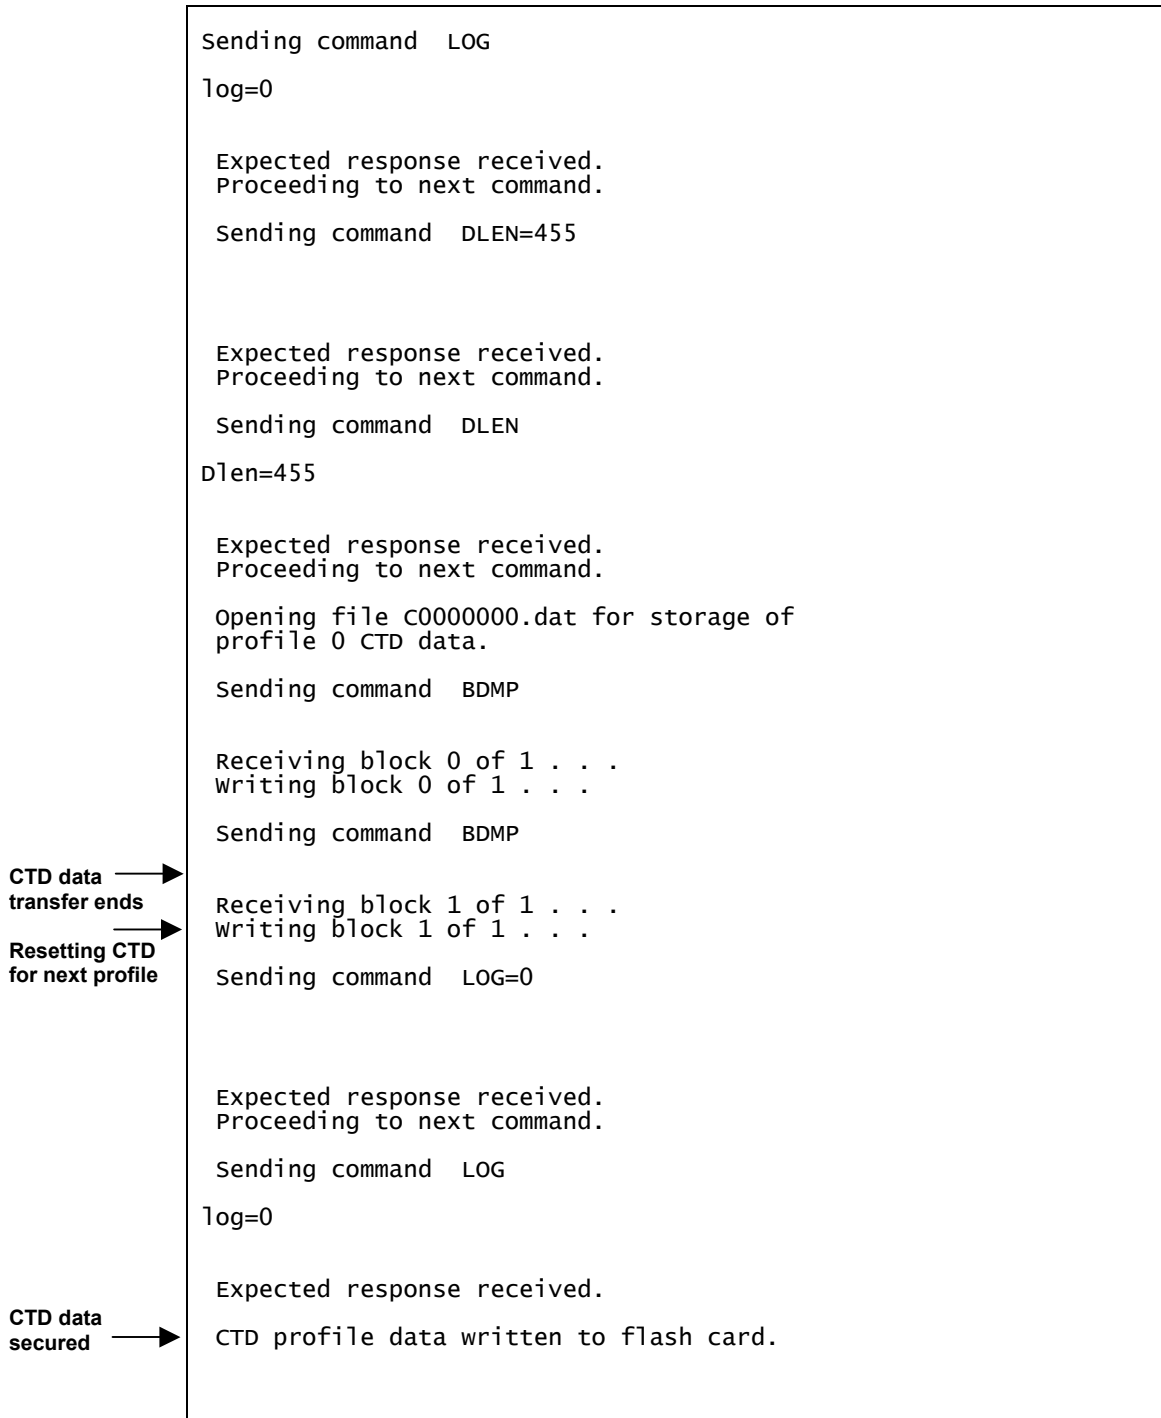 Sending command  LOG
log=0
Expected response received.
Proceeding to next command.
Sending command  DLEN=455
Expected response received.
Proceeding to next command.
Sending command  DLEN
Dlen=455
Expected response received.
Proceeding to next command.
Opening file C0000000.dat for storage of
profile 0 CTD data.
Sending command  BDMP
Receiving block 0 of 1 . . .
Writing block 0 of 1 . . .
Sending command  BDMP
CTD data
transfer ends
Receiving block 1 of 1 . . .
Writing block 1 of 1 . . .
Resetting CTD
for next profile
Sending command  LOG=0
Expected response received.
Proceeding to next command.
Sending command  LOG
log=0
Expected response received.
CTD data
secured
CTD profile data written to flash card.